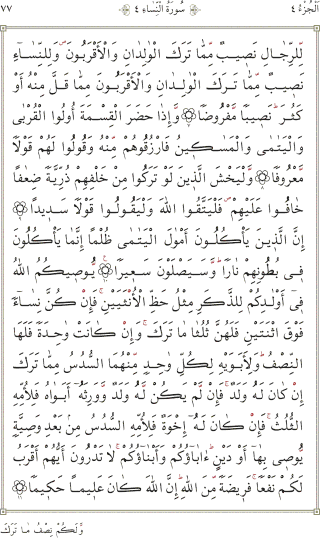 الجزء ٤ سورة النساء ٤ ٧٧
لِّلرِّجَالِ نَصِيبٌ مِّمَّا تَرَكَ الْوَٰلِدَانِ وَالْأَقْرَبُونَ وَلِلنِّسَاءِ
نَصِيبٌ مِّمَّا تَرَكَ الْوَٰلِدَانِ وَالْأَقْرَبُونَ مِمَّا قَلَّ مِنْهُ أَوْ
كَثُرَ نَصِيبًا مَّفْرُوضًا ۝ وَإِذَا حَضَرَ الْقِسْمَةَ أُولُوا الْقُرْبَى
وَالْيَتَٰمَى وَالْمَسَٰكِينُ فَارْزُقُوهُم مِّنْهُ وَقُولُوا لَهُمْ قَوْلًا
مَّعْرُوفًا ۝ وَلْيَخْشَ الَّذِينَ لَوْ تَرَكُوا مِنْ خَلْفِهِمْ ذُرِّيَّةً ضِعَٰفًا
خَافُوا عَلَيْهِمْ فَلْيَتَّقُوا اللَّهَ وَلْيَقُولُوا قَوْلًا سَدِيدًا ۝
إِنَّ الَّذِينَ يَأْكُلُونَ أَمْوَٰلَ الْيَتَٰمَى ظُلْمًا إِنَّمَا يَأْكُلُونَ
فِي بُطُونِهِمْ نَارًا وَسَيَصْلَوْنَ سَعِيرًا ۝ يُوصِيكُمُ اللَّهُ
فِي أَوْلَٰدِكُمْ لِلذَّكَرِ مِثْلُ حَظِّ الْأُنثَيَيْنِ فَإِن كُنَّ نِسَاءً
فَوْقَ اثْنَتَيْنِ فَلَهُنَّ ثُلُثَا مَا تَرَكَ وَإِن كَانَتْ وَٰحِدَةً فَلَهَا
النِّصْفُ وَلِأَبَوَيْهِ لِكُلِّ وَٰحِدٍ مِّنْهُمَا السُّدُسُ مِمَّا تَرَكَ
إِن كَانَ لَهُ وَلَدٌ فَإِن لَّمْ يَكُن لَّهُ وَلَدٌ وَوَرِثَهُ أَبَوَاهُ فَلِأُمِّهِ
الثُّلُثُ فَإِن كَانَ لَهُ إِخْوَةٌ فَلِأُمِّهِ السُّدُسُ مِن بَعْدِ وَصِيَّةٍ
يُوصِي بِهَا أَوْ دَيْنٍ ءَابَاؤُكُمْ وَأَبْنَاؤُكُمْ لَا تَدْرُونَ أَيُّهُمْ أَقْرَبُ
لَكُمْ نَفْعًا فَرِيضَةً مِّنَ اللَّهِ إِنَّ اللَّهَ كَانَ عَلِيمًا حَكِيمًا ۝
وَلَكُمْ نِصْفُ مَا تَرَكَ